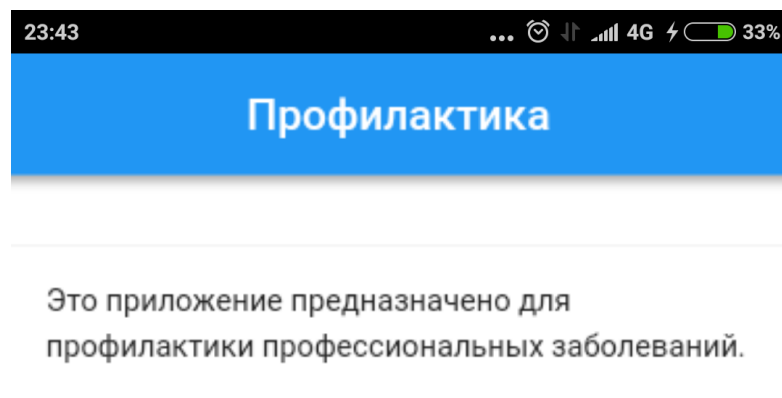 23:43 ... 4G 33%
Профилактика
Это приложение предназначено для
профилактики профессиональных заболеваний.